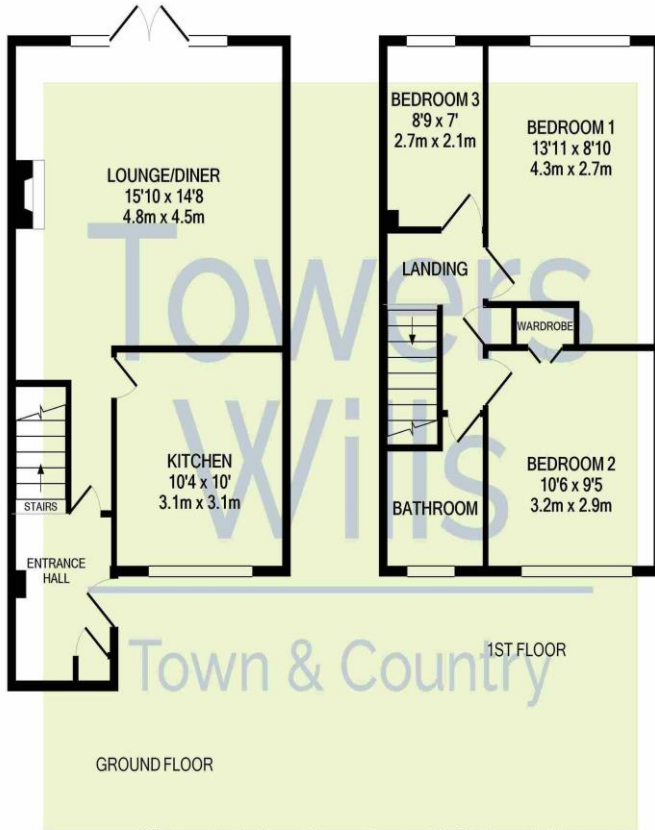 LOUNGE/DINER
15'10 x 14'8
4.8m x 4.5m
KITCHEN
10'4 x 10'
3.1m x 3.1m
STAIRS
ENTRANCE
HALL
GROUND FLOOR
BEDROOM 3
8'9 x 7'
2.7m x 2.1m
BEDROOM 1
13'11 x 8'10
4.3m x 2.7m
LANDING
WARDROBE
BEDROOM 2
10'6 x 9'5
3.2m x 2.9m
BATHROOM
1ST FLOOR
Towers
Wills
Town & Country